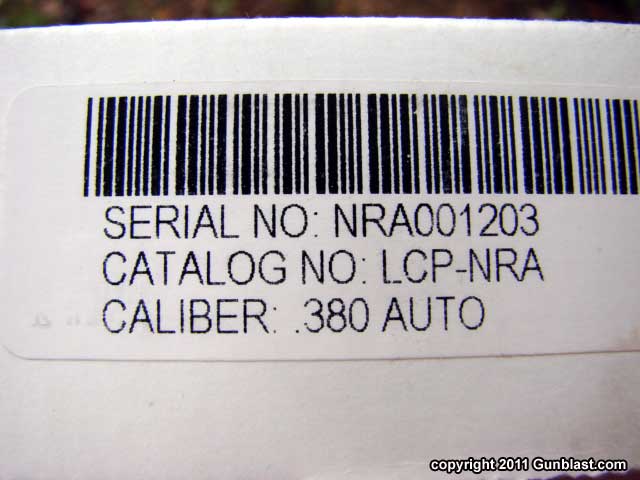 SERIAL NO: NRA001203
CATALOG NO: LCP-NRA
CALIBER: .380 AUTO
copyright 2011 Gunblast.com